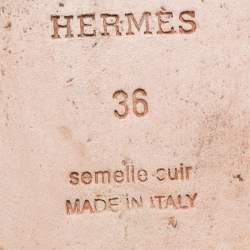 HERMÈS
36
semelle cuir
MADE IN ITALY